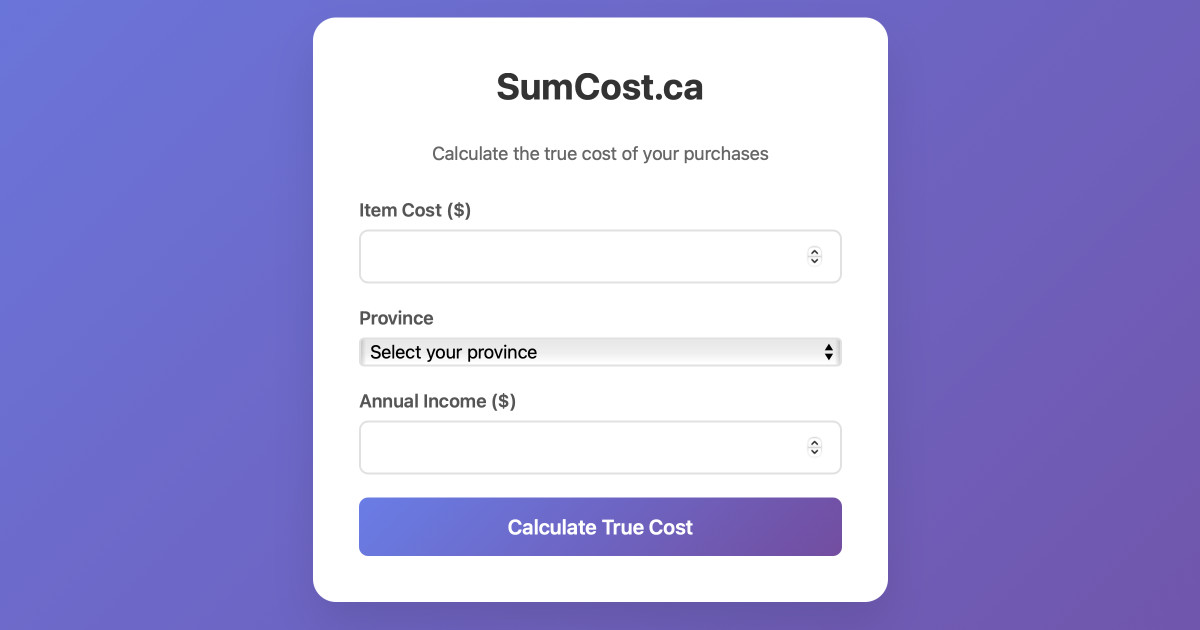 SumCost.ca
Calculate the true cost of your purchases
Item Cost ($)
Province
Select your province
Annual Income ($)
Calculate True Cost